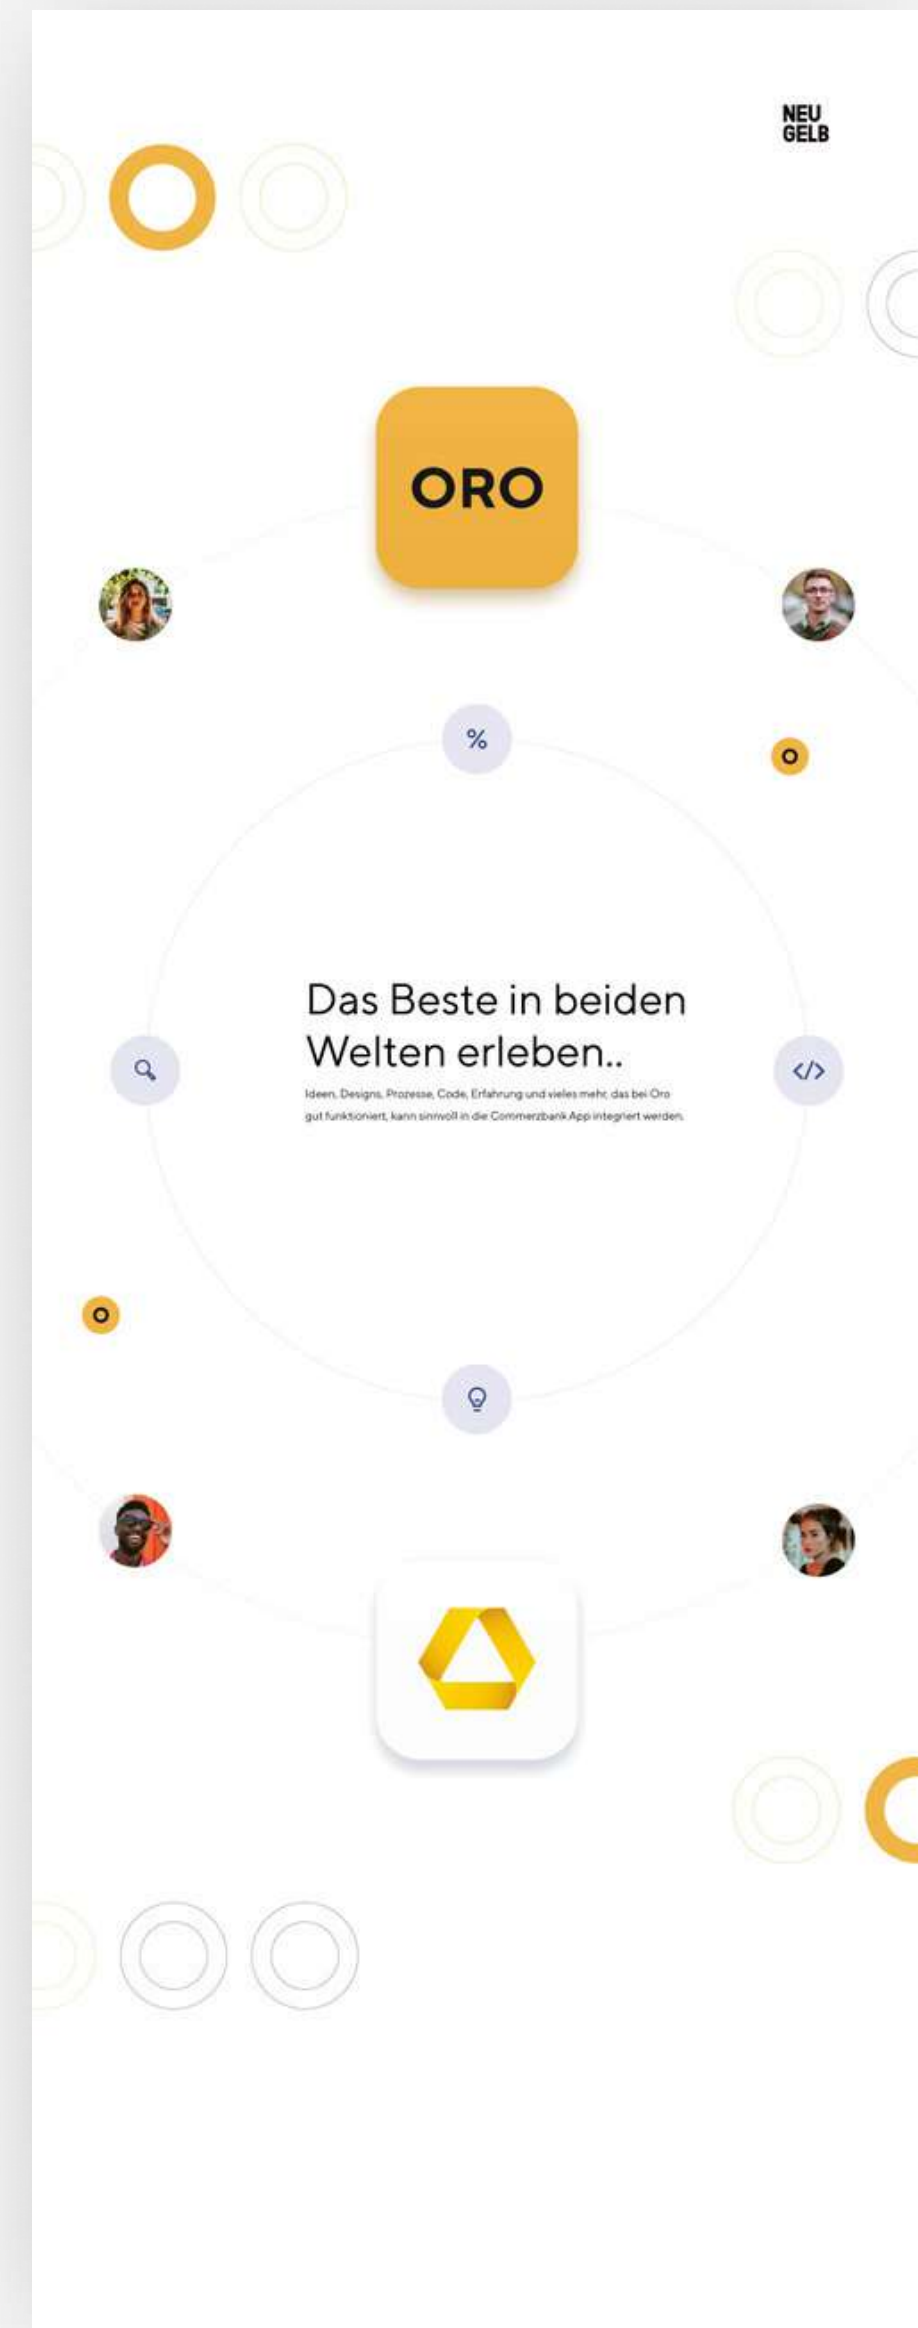 NEU
GELB
ORO
%
O
Das Beste in beiden
Welten erleben..
</>
Ideen, Designs, Prozesse, Code, Erfahrung und vieles mehr, das bei Oro
gut funktioniert, kann sinnvoll in die Commerzbank App integriert werden.
O